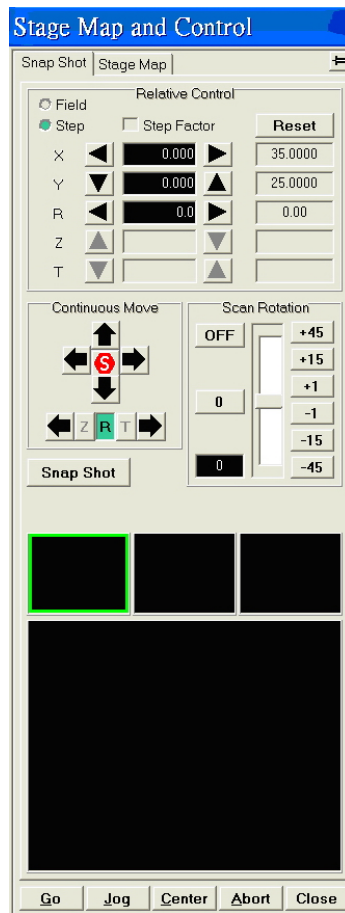 Stage Map and Control
Snap Shot Stage Map
Relative Control
Field
Step Step Factor Reset
X 0.000 35.0000
Y 0.000 25.0000
R 0.0 0.00
Z
T
Continuous Move Scan Rotation
OFF +45
+15
S
+1
0
-1
Z R T
-15
0 -45
Snap Shot
Go Jog Center Abort Close